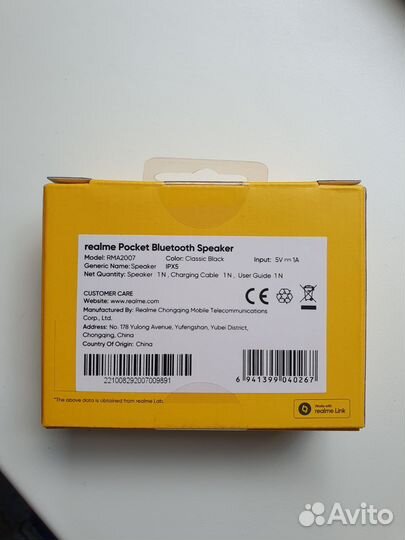 realme Pocket Bluetooth Speaker
Model: RMA2007 Color: Classic Black Input: 5V⎓1A
Generic Name: Speaker IPX5
Net Quantity: Speaker 1N, Charging Cable 1N, User Guide 1N
CUSTOMER CARE
Website: www.realme.com
Manufactured By: Realme Chongqing Mobile Telecommunications
Corp., Ltd.
Address: No. 178 Yulong Avenue, Yufengshan, Yubei District,
Chongqing, China
Country Of Origin: China
CE
221008292007009891
6 941399 040267
*The above data is obtained from realme Lab.
Works with
realme Link
Avito